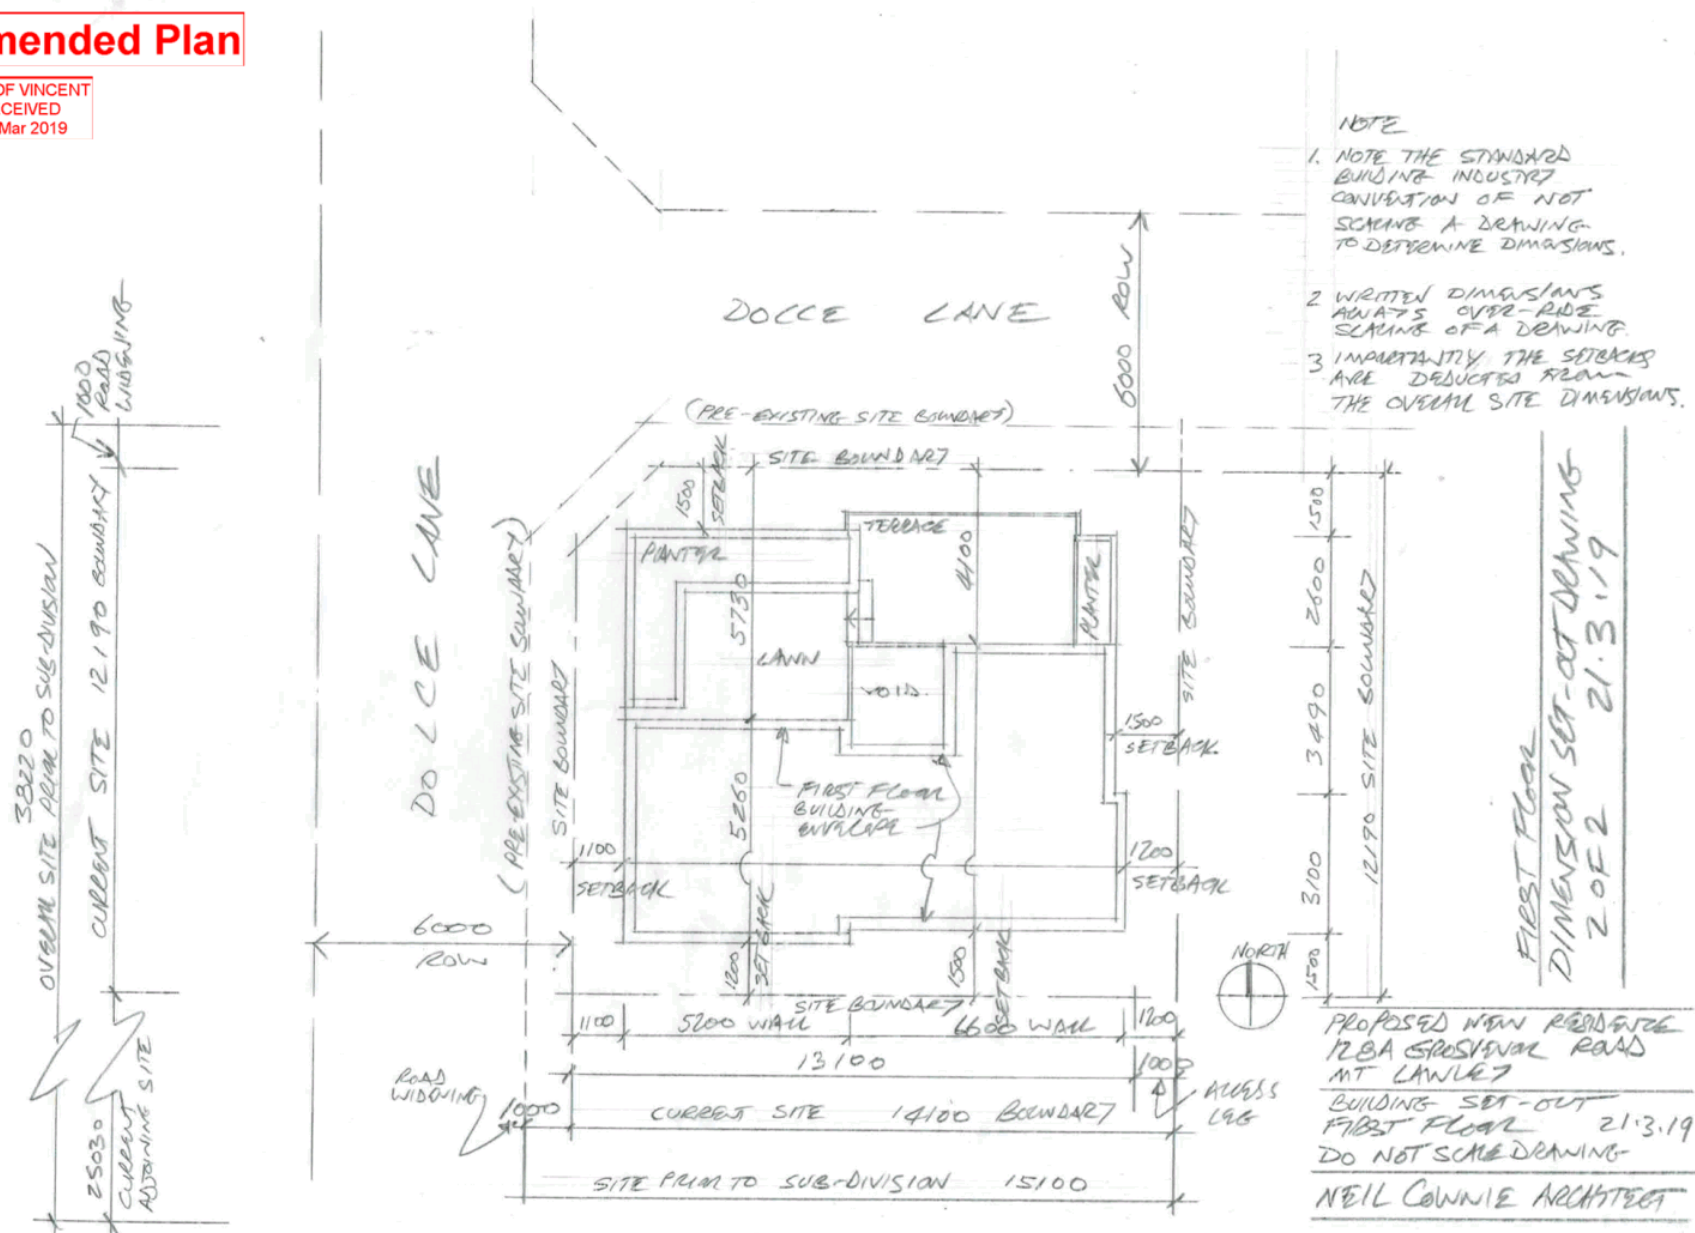 mended Plan
OF VINCENT
CEIVED
Mar 2019
NOTE
1. NOTE THE STANDARD
BUILDING INDUSTRY
CONVENTION OF NOT
SCALING A DRAWING
TO DETERMINE DIMENSIONS.
2 WRITTEN DIMENSIONS
ALWAYS OVER-RIDE
SCALING OF A DRAWING.
3 IMPORTANTLY THE SETBACKS
ARE DEDUCTED FROM
THE OVERALL SITE DIMENSIONS.
DOLCE LANE
6000 ROW
1000
ROAD
WIDENING
(PRE-EXISTING SITE BOUNDARY)
SITE BOUNDARY
1500
SETBACK
DOLCE LANE
(PRE-EXISTING SITE BOUNDARY)
SITE BOUNDARY
PLANTER
TERRACE
4100
PLANTER
5730
LAWN
VOID
SITE BOUNDARY
1500
SETBACK
FIRST FLOOR
BUILDING
ENVELOPE
5260
1100
SETBACK
1200
SETBACK
6000
ROW
1200
SETBACK
1500
SETBACK
SITE BOUNDARY
NORTH
1500
2600
3490
3100
1500
12190 SITE BOUNDARY
38220
OVERALL SITE PRIOR TO SUB-DIVISION
CURRENT SITE 12190 BOUNDARY
25030
CURRENT
ADJOINING SITE
1100
5200 WALL
6600 WALL
1200
13100
1000
ROAD
WIDENING
1000
CURRENT SITE 14100 BOUNDARY
ACCESS
LEG
SITE PRIOR TO SUB-DIVISION 15100
FIRST FLOOR
DIMENSION SET-OUT DRAWING
2 OF 2 21.3.19
PROPOSED NEW RESIDENCE
128A GROSVENOR ROAD
MT LAWLEY
BUILDING SET-OUT
FIRST FLOOR 21.3.19
DO NOT SCALE DRAWING
NEIL COWNIE ARCHITECT